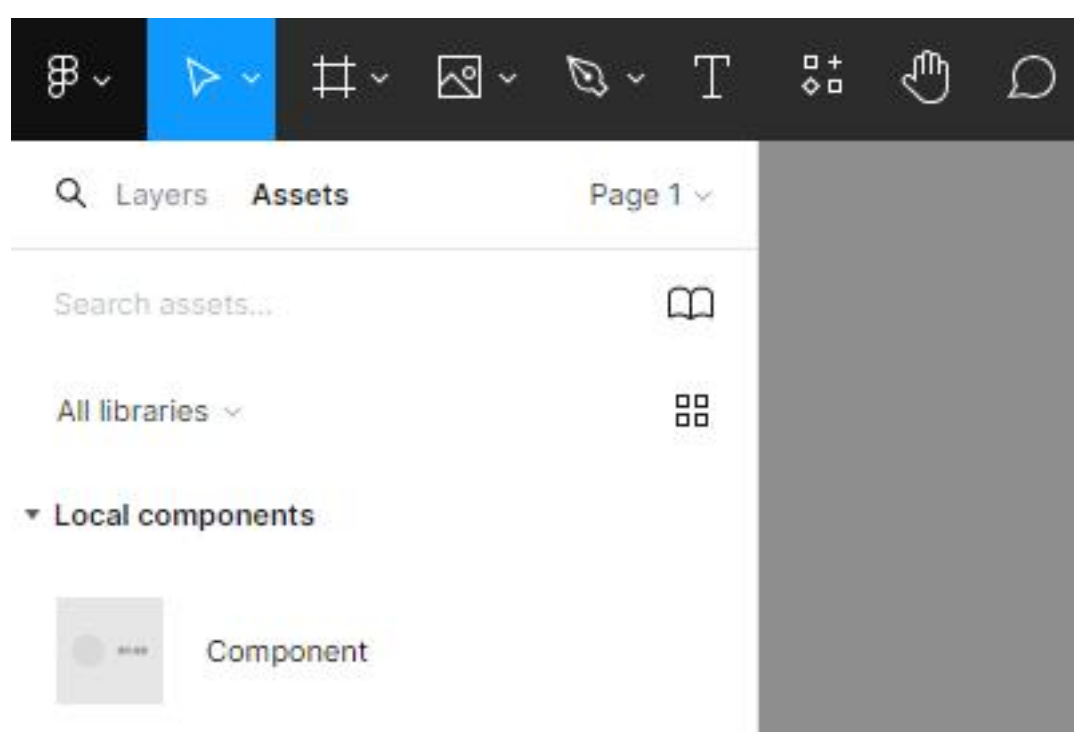 Layers Assets Page 1
Search assets...
All libraries
Local components
Component